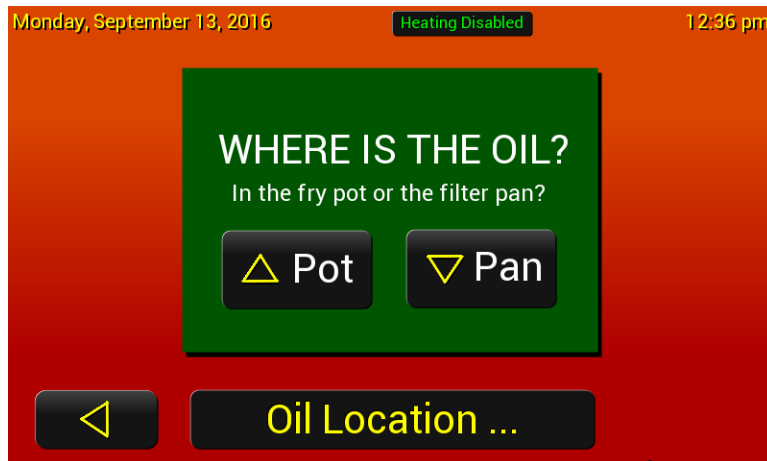 Monday, September 13, 2016 Heating Disabled 12:36 pm
WHERE IS THE OIL?
In the fry pot or the filter pan?
Pot Pan
Oil Location ...